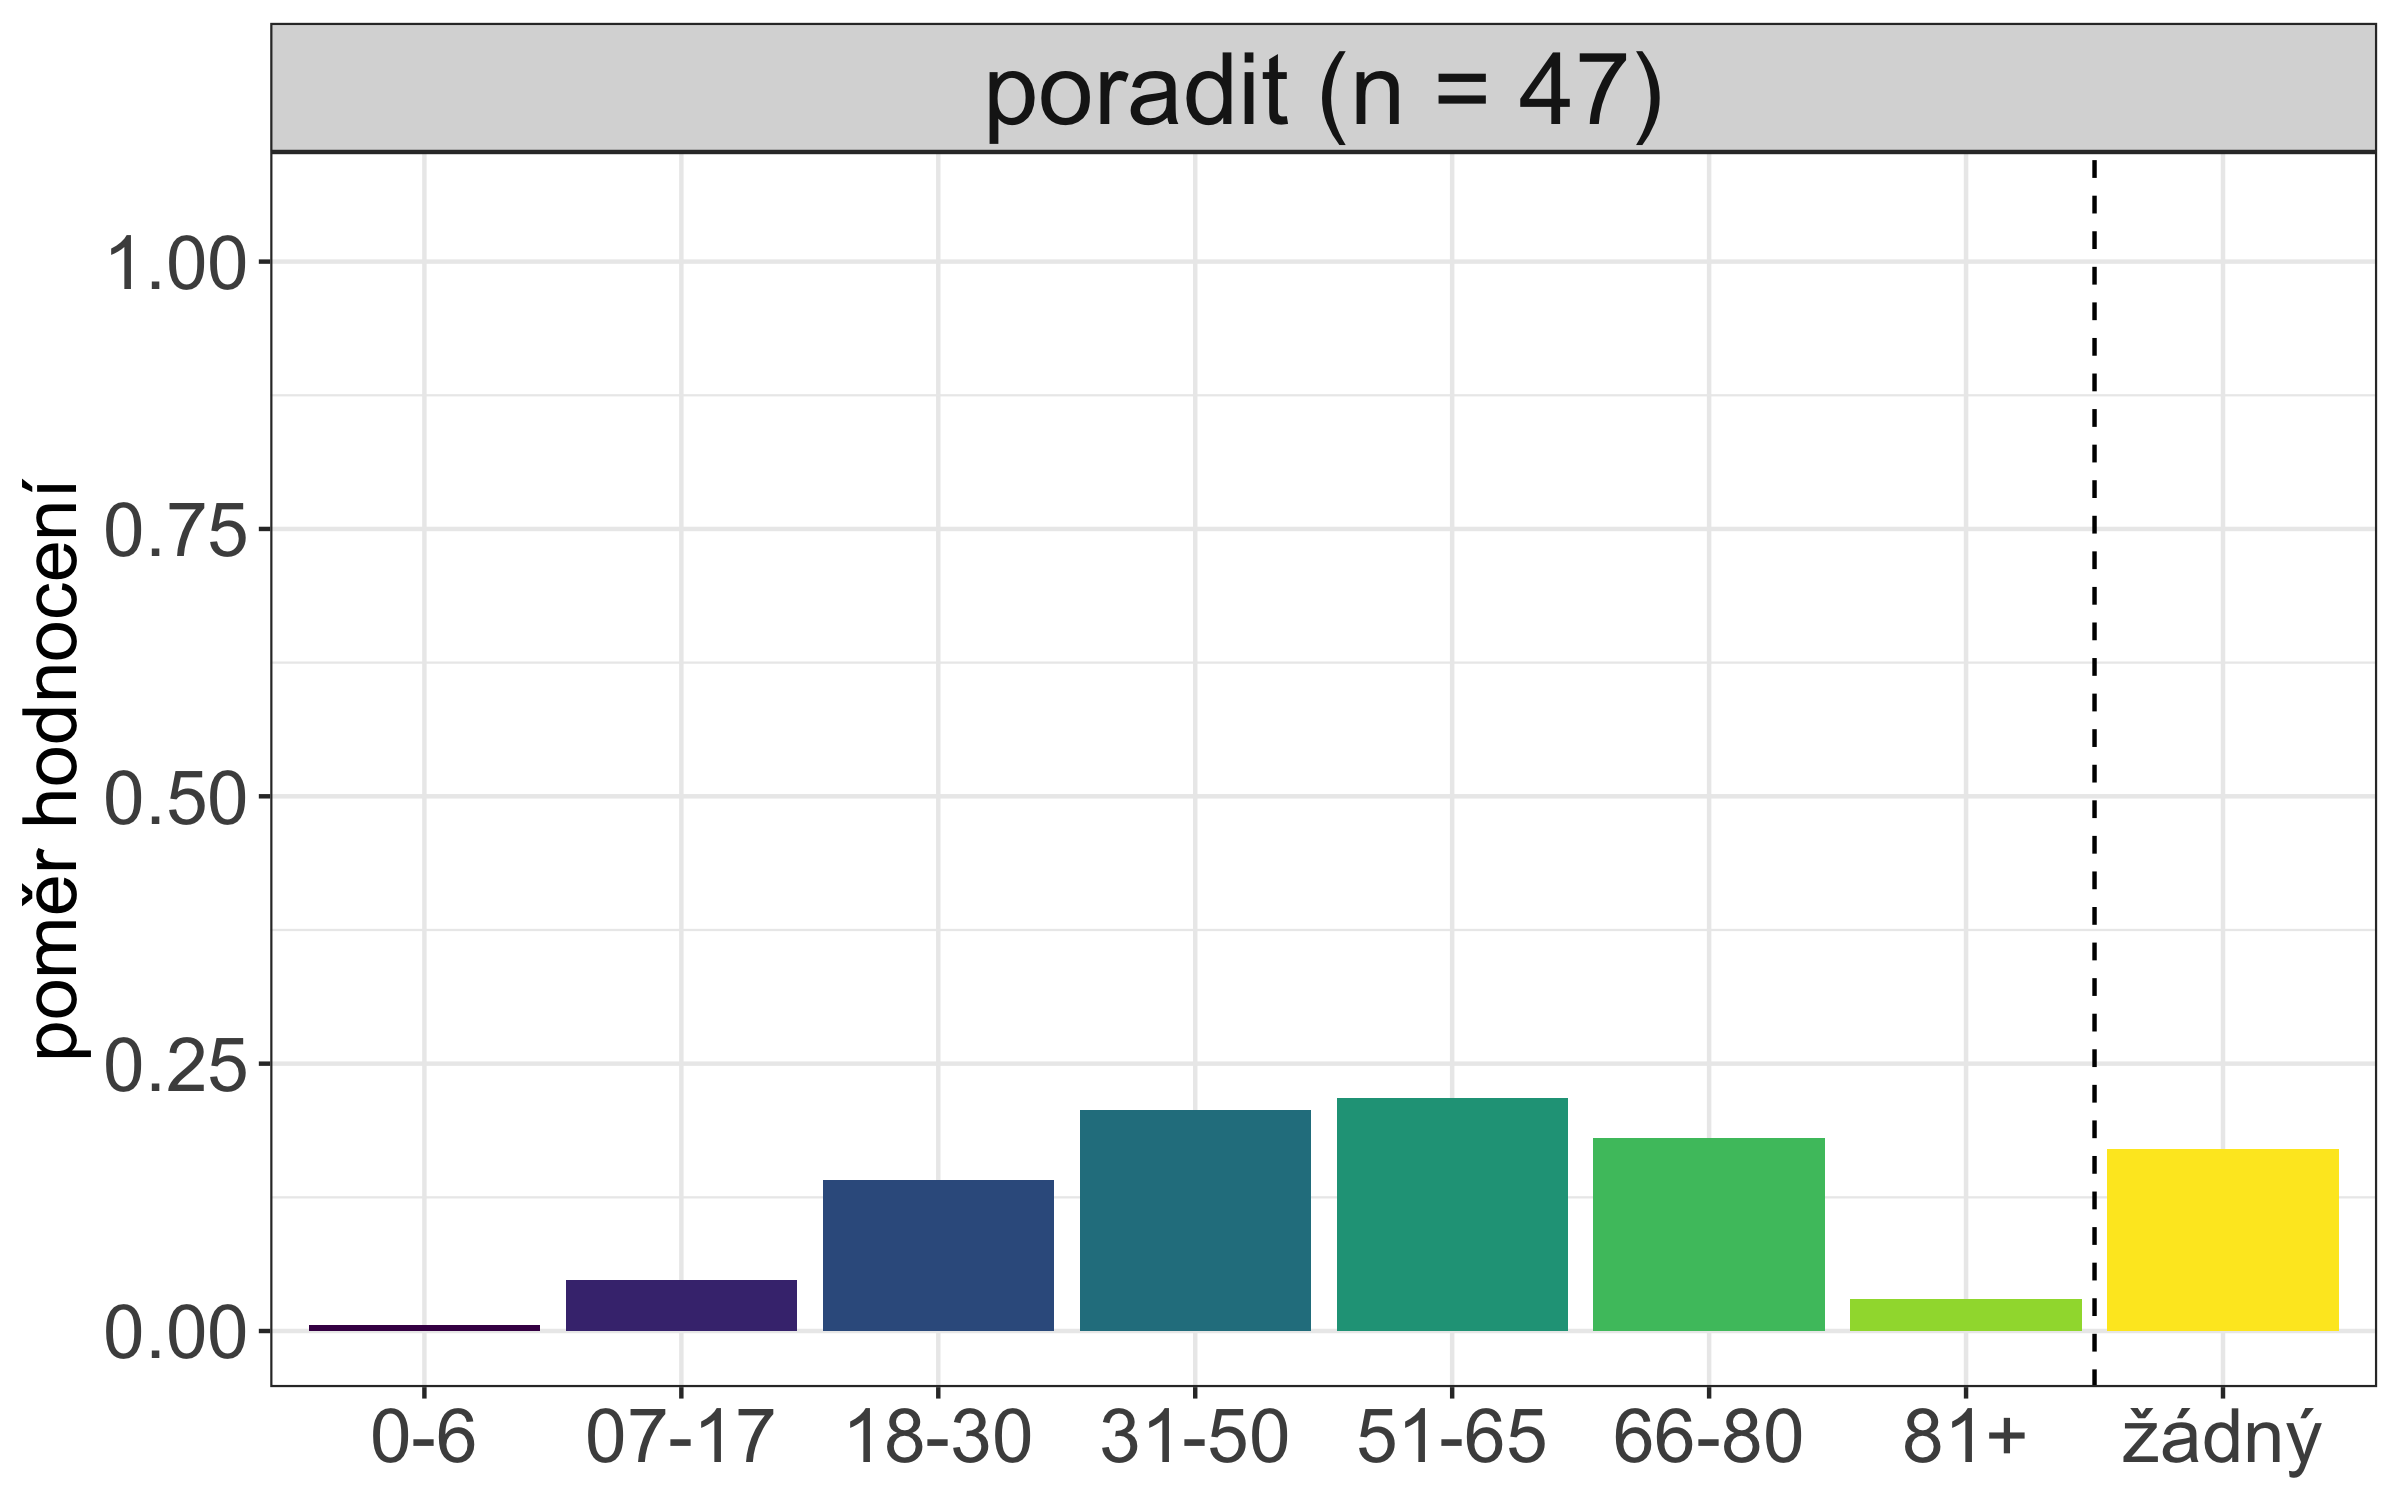 poradit (n = 47)
poměr hodnocení
1.00
0.75
0.50
0.25
0.00
0-6 07-17 18-30 31-50 51-65 66-80 81+ žádný